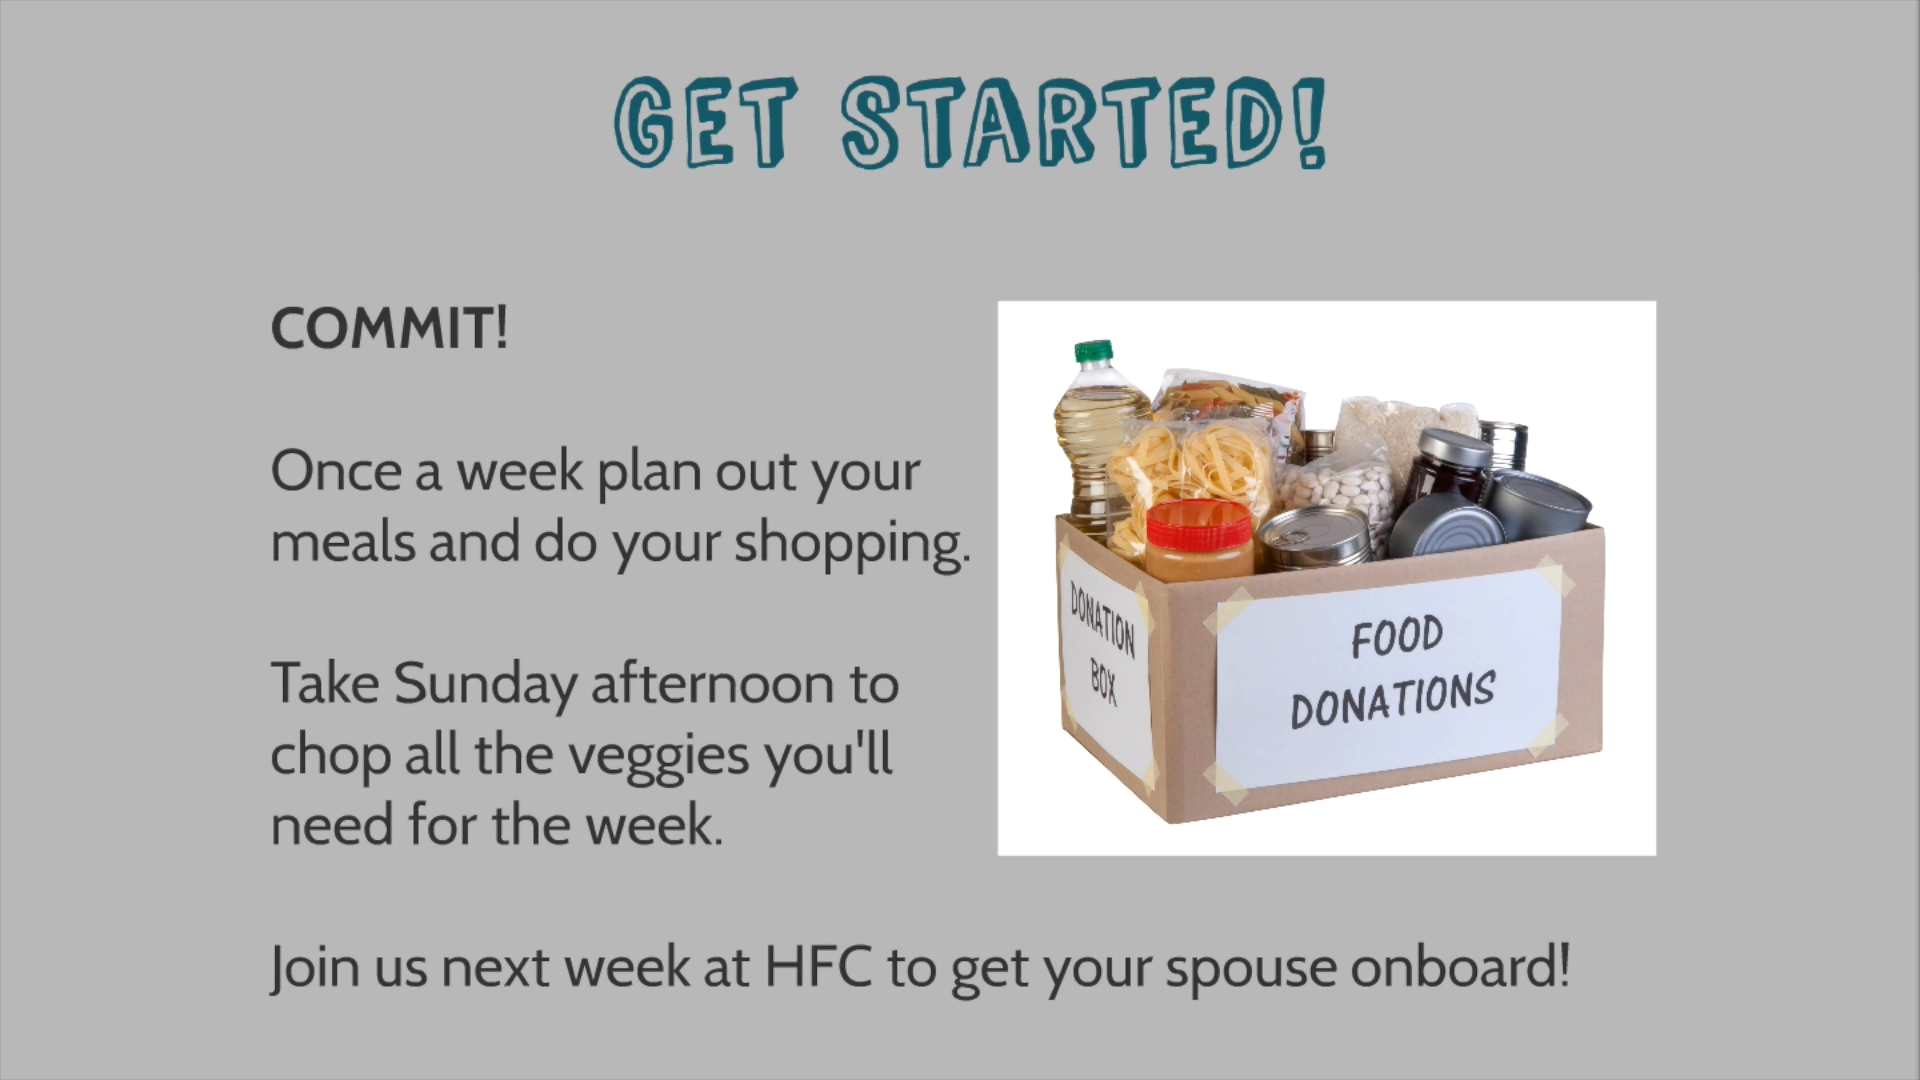 GET STARTED!
COMMIT!
Once a week plan out your
meals and do your shopping.
Take Sunday afternoon to
chop all the veggies you'll
need for the week.
DONATION
BOX
FOOD
DONATIONS
Join us next week at HFC to get your spouse onboard!